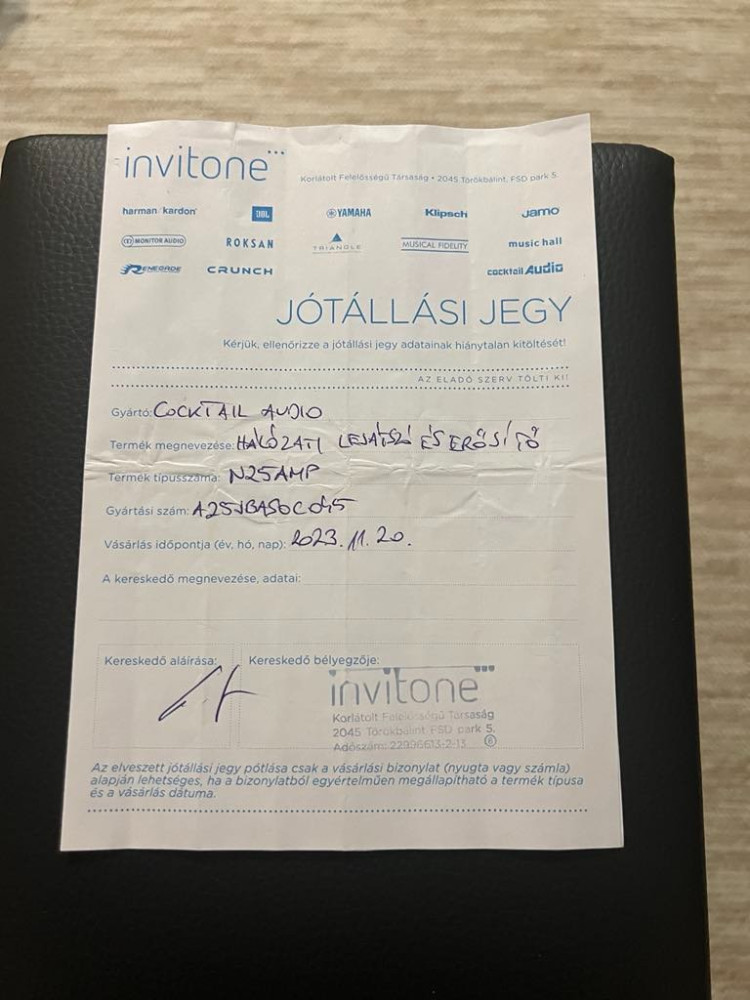 invitone
Korlátolt Felelősségű Társaság • 2045 Törökbálint, FSD park 5.
harman/kardon JBL YAMAHA Klipsch Jamo
MONITOR AUDIO ROKSAN TRIANGLE MUSICAL FIDELITY music hall
RENEGADE CRUNCH cocktail Audio
JÓTÁLLÁSI JEGY
Kérjük, ellenőrizze a jótállási jegy adatainak hiánytalan kitöltését!
AZ ELADÓ SZERV TÖLTI KI!
Gyártó: COCKTAIL AUDIO
Termék megnevezése: HÁLÓZATI LEJÁTSZÓ ÉS ERŐSÍTŐ
Termék típusszáma: N25AMP
Gyártási szám:
Vásárlás időpontja (év, hó, nap): 2023.11.20.
A kereskedő megnevezése, adatai:
Kereskedő aláírása: Kereskedő bélyegzője:
invitone
Korlátolt Felelősségű Társaság
2045 Törökbálint FSD park 5.
Adószám: 22996613-2-13 8
Az elveszett jótállási jegy pótlása csak a vásárlási bizonylat (nyugta vagy számla)
alapján lehetséges, ha a bizonylatból egyértelműen megállapítható a termék típusa
és a vásárlás dátuma.